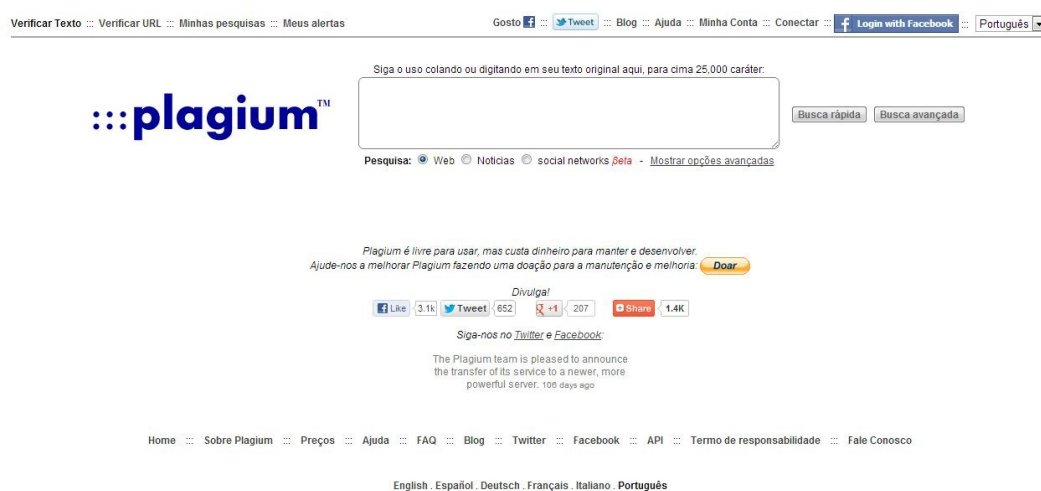 Verificar Texto ::: Verificar URL ::: Minhas pesquisas ::: Meus alertas
Gosto f ::: Tweet ::: Blog ::: Ajuda ::: Minha Conta ::: Conectar ::: f Login with Facebook ::: Português
Siga o uso colando ou digitando em seu texto original aqui, para cima 25,000 caráter:
:::plagium™
Busca rápida Busca avançada
Pesquisa: Web Noticias social networks βeta - Mostrar opções avançadas
Plagium é livre para usar, mas custa dinheiro para manter e desenvolver.
Ajude-nos a melhorar Plagium fazendo uma doação para a manutenção e melhoria: Doar
Divulga!
f Like 3.1k Tweet 652 g +1 207 Share 1.4K
Siga-nos no Twitter e Facebook:
The Plagium team is pleased to announce
the transfer of its service to a newer, more
powerful server. 106 days ago
Home ::: Sobre Plagium ::: Preços ::: Ajuda ::: FAQ ::: Blog ::: Twitter ::: Facebook ::: API ::: Termo de responsabilidade ::: Fale Conosco
English . Español . Deutsch . Français . Italiano . Português